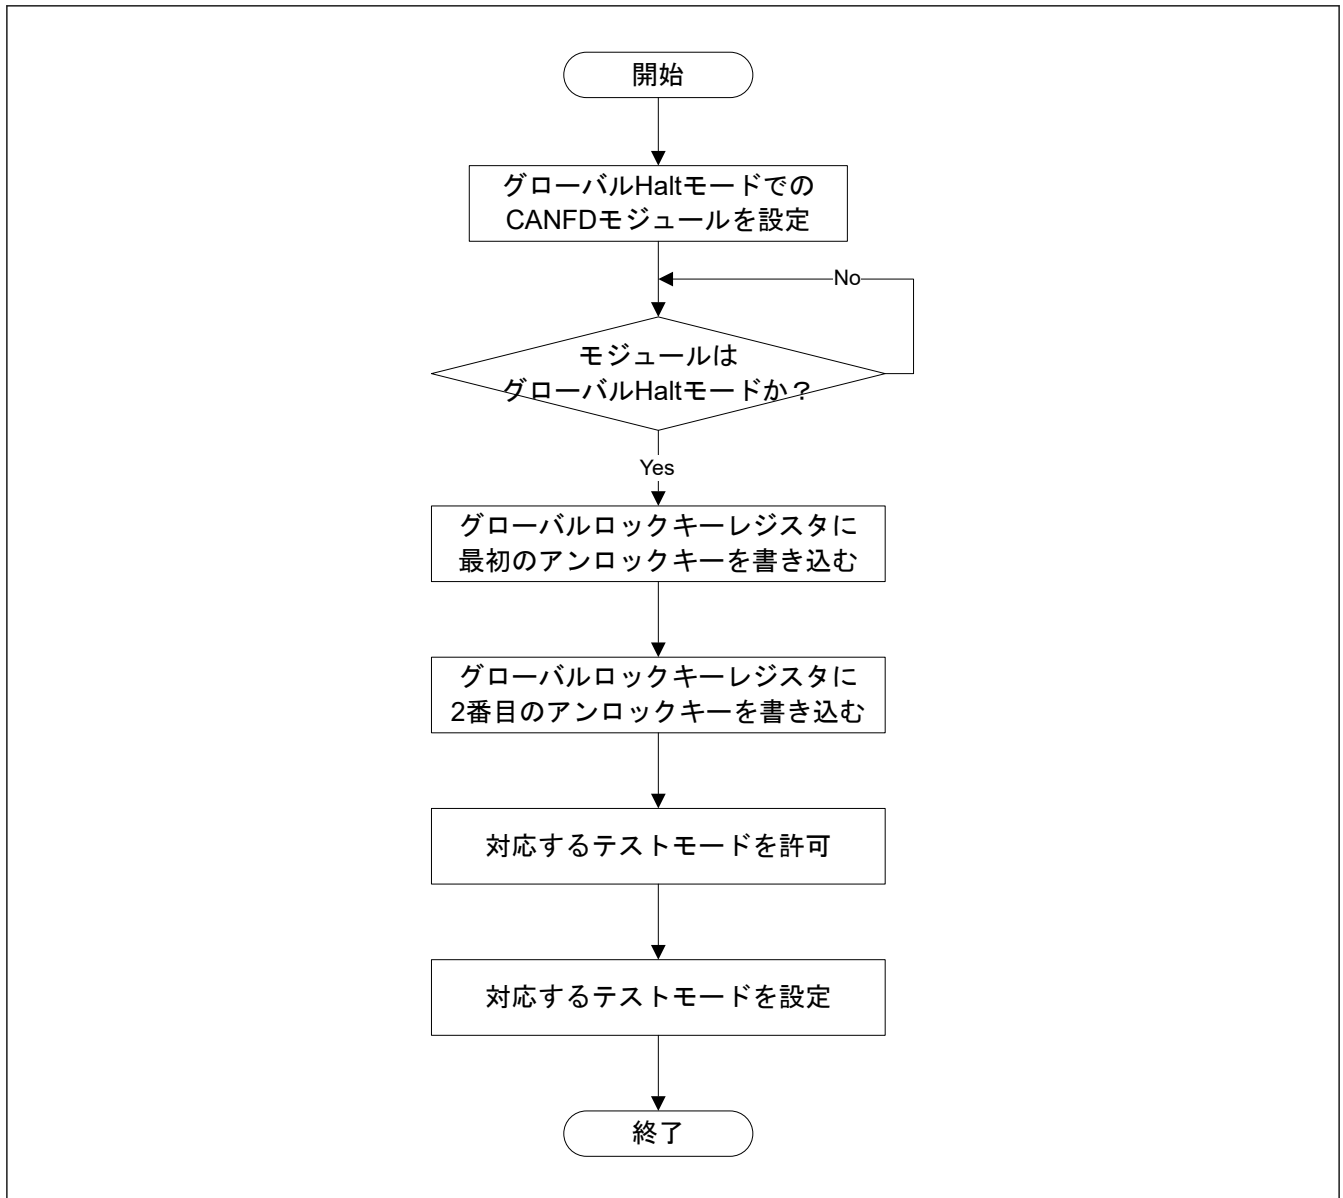 開始
グローバルHaltモードでの
CANFDモジュールを設定
No
モジュールは
グローバルHaltモードか？
Yes
グローバルロックキーレジスタに
最初のアンロックキーを書き込む
グローバルロックキーレジスタに
2番目のアンロックキーを書き込む
対応するテストモードを許可
対応するテストモードを設定
終了